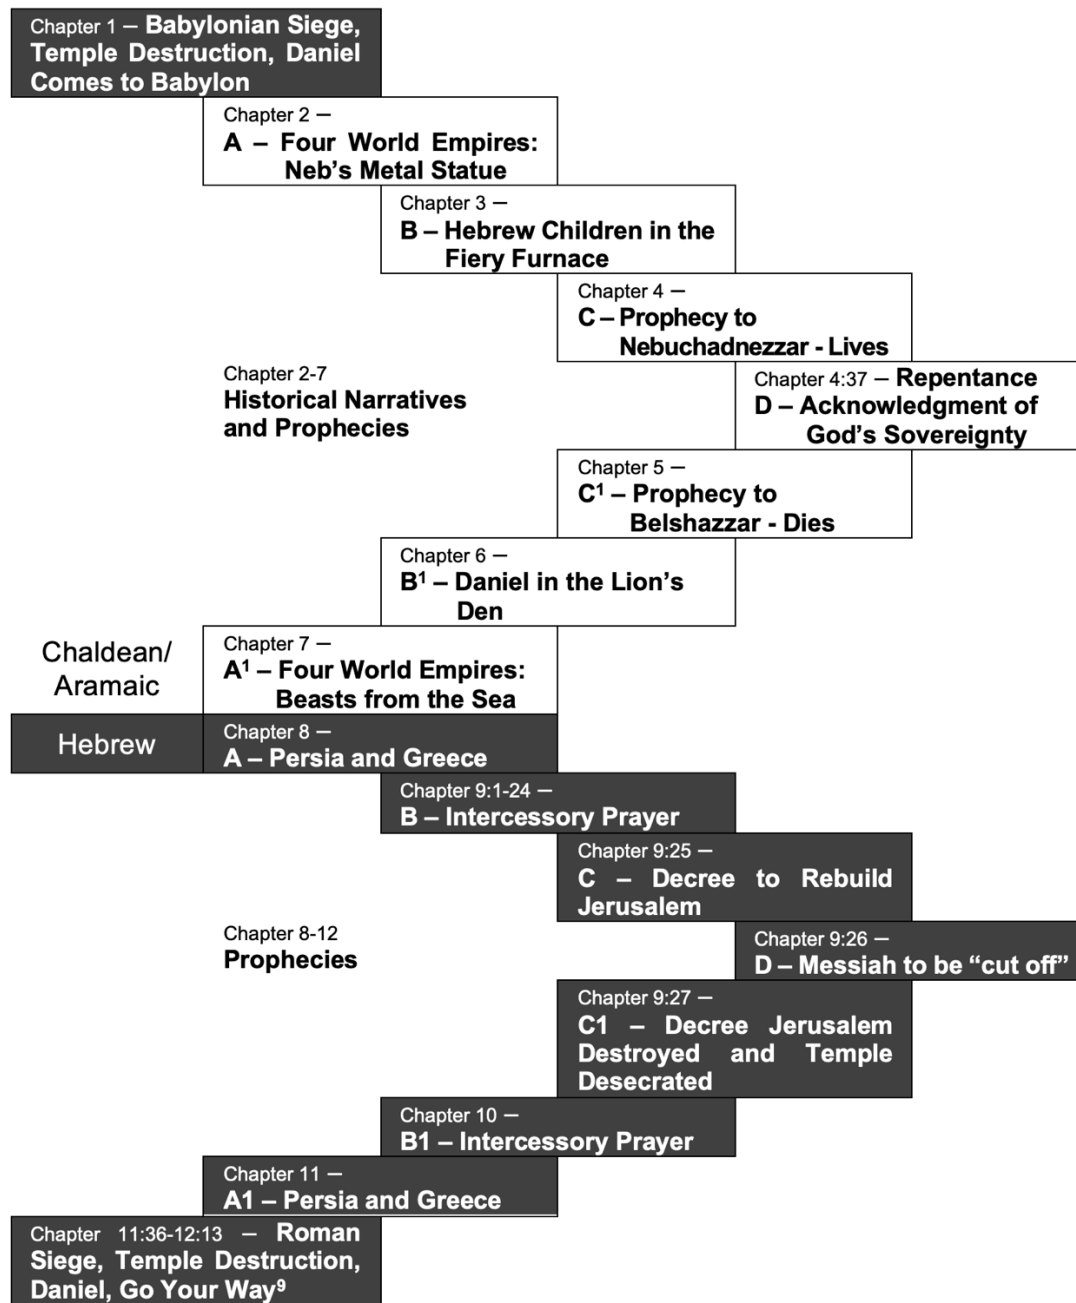 Chapter 1 – Babylonian Siege,
Temple Destruction, Daniel
Comes to Babylon
Chapter 2 –
A – Four World Empires:
Neb’s Metal Statue
Chapter 3 –
B – Hebrew Children in the
Fiery Furnace
Chapter 4 –
C – Prophecy to
Nebuchadnezzar - Lives
Chapter 2-7
Historical Narratives
and Prophecies
Chapter 4:37 – Repentance
D – Acknowledgment of
God’s Sovereignty
Chapter 5 –
C¹ – Prophecy to
Belshazzar - Dies
Chapter 6 –
B¹ – Daniel in the Lion’s
Den
Chaldean/
Aramaic
Chapter 7 –
A¹ – Four World Empires:
Beasts from the Sea
Hebrew
Chapter 8 –
A – Persia and Greece
Chapter 9:1-24 –
B – Intercessory Prayer
Chapter 9:25 –
C – Decree to Rebuild
Jerusalem
Chapter 8-12
Prophecies
Chapter 9:26 –
D – Messiah to be “cut off”
Chapter 9:27 –
C1 – Decree Jerusalem
Destroyed and Temple
Desecrated
Chapter 10 –
B1 – Intercessory Prayer
Chapter 11 –
A1 – Persia and Greece
Chapter 11:36-12:13 – Roman
Siege, Temple Destruction,
Daniel, Go Your Way⁹